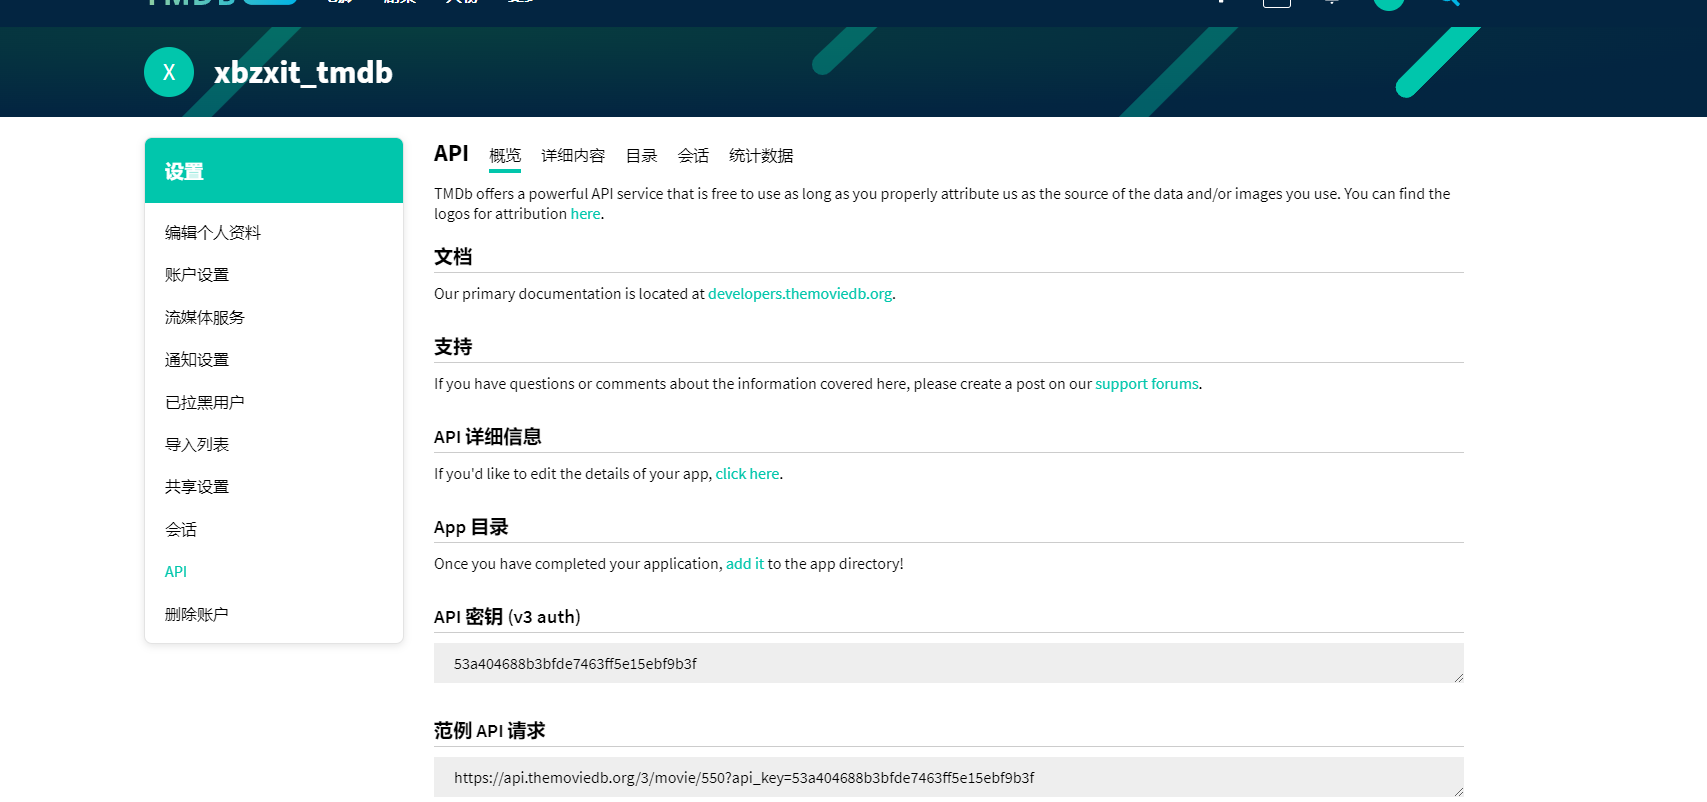 X
xbzxit_tmdb
设置
编辑个人资料
账户设置
流媒体服务
通知设置
已拉黑用户
导入列表
共享设置
会话
API
删除账户
API 概览 详细内容 目录 会话 统计数据
TMDb offers a powerful API service that is free to use as long as you properly attribute us as the source of the data and/or images you use. You can find the
logos for attribution here.
文档
Our primary documentation is located at developers.themoviedb.org.
支持
If you have questions or comments about the information covered here, please create a post on our support forums.
API 详细信息
If you'd like to edit the details of your app, click here.
App 目录
Once you have completed your application, add it to the app directory!
API 密钥 (v3 auth)
53a404688b3bfde7463ff5e15ebf9b3f
范例 API 请求
https://api.themoviedb.org/3/movie/550?api_key=53a404688b3bfde7463ff5e15ebf9b3f